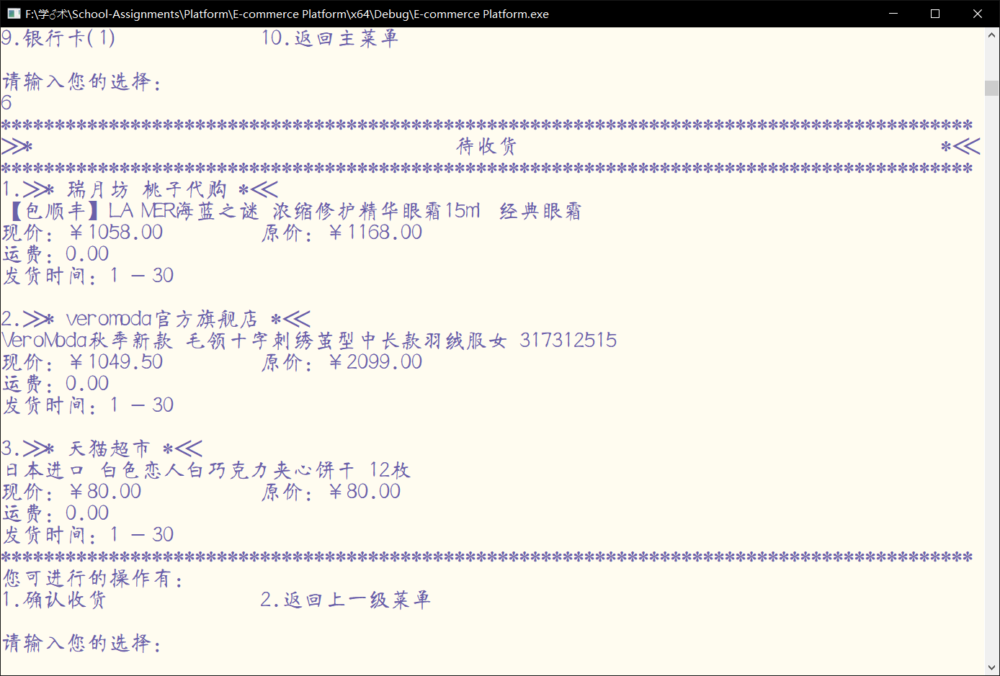 F:\学♂术\School-Assignments\Platform\E-commerce Platform\x64\Debug\E-commerce Platform.exe
9.银行卡(1) 10.返回主菜单
请输入您的选择：
6
******************************************************************************************
>>* 待收货 *<<
******************************************************************************************
1.>>* 瑞月坊 桃子代购 *<<
【包顺丰】LA MER海蓝之谜 浓缩修护精华眼霜15ml 经典眼霜
现价：￥1058.00 原价：￥1168.00
运费：0.00
发货时间：1 - 30
2.>>* veromoda官方旗舰店 *<<
VeroModa秋季新款 毛领十字刺绣茧型中长款羽绒服女 317312515
现价：￥1049.50 原价：￥2099.00
运费：0.00
发货时间：1 - 30
3.>>* 天猫超市 *<<
日本进口 白色恋人白巧克力夹心饼干 12枚
现价：￥80.00 原价：￥80.00
运费：0.00
发货时间：1 - 30
******************************************************************************************
您可进行的操作有：
1.确认收货 2.返回上一级菜单
请输入您的选择：